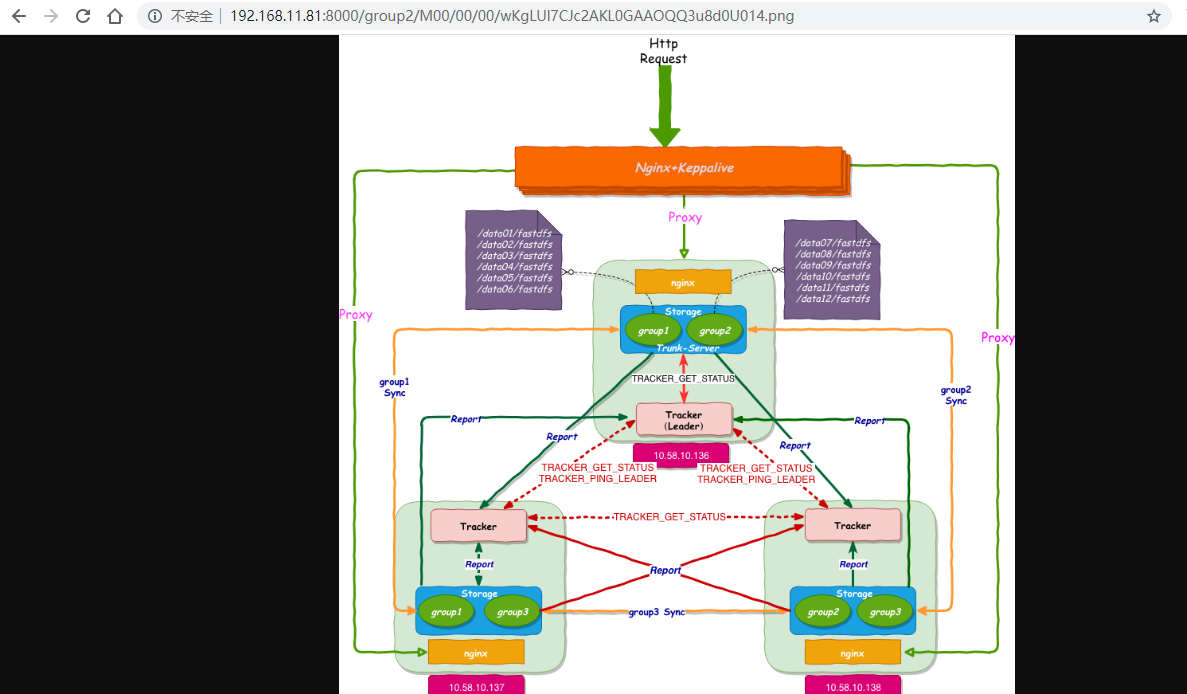 不安全
192.168.11.81:8000/group2/M00/00/00/wKgLUl7CJc2AKL0GAAOQQ3u8d0U014.png
Http
Request
Nginx+Keppalive
Proxy
/data01/fastdfs
/data02/fastdfs
/data03/fastdfs
/data04/fastdfs
/data05/fastdfs
/data06/fastdfs
/data07/fastdfs
/data08/fastdfs
/data09/fastdfs
/data10/fastdfs
/data11/fastdfs
/data12/fastdfs
nginx
Proxy
Storage
group1
group2
Trunk-Server
Proxy
group1
Sync
TRACKER_GET_STATUS
group2
Sync
Tracker
(Leader)
Report
Report
Report
Report
10.58.10.136
TRACKER_GET_STATUS
TRACKER_PING_LEADER
TRACKER_GET_STATUS
TRACKER_PING_LEADER
Tracker
TRACKER_GET_STATUS
Tracker
Report
Report
Report
Storage
group1
group3
group3 Sync
Storage
group2
group3
nginx
nginx
10.58.10.137
10.58.10.138